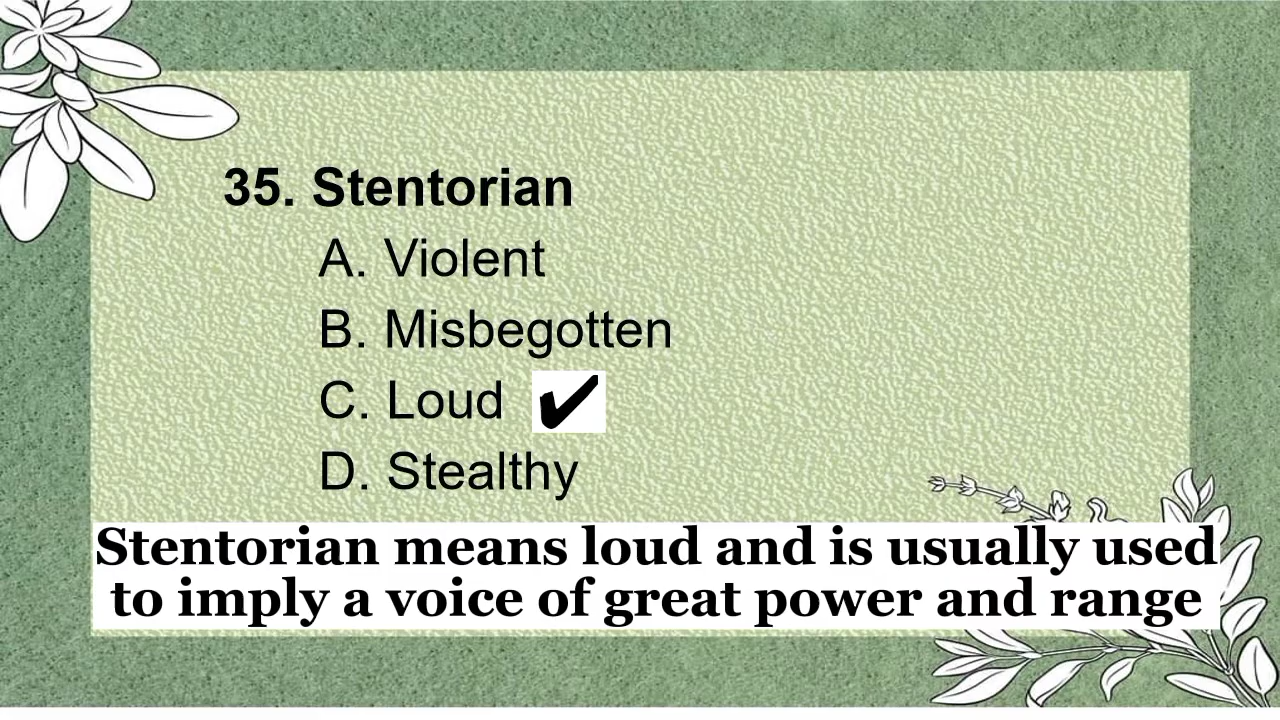 35. Stentorian
A. Violent
B. Misbegotten
C. Loud ✔
D. Stealthy
Stentorian means loud and is usually used
to imply a voice of great power and range